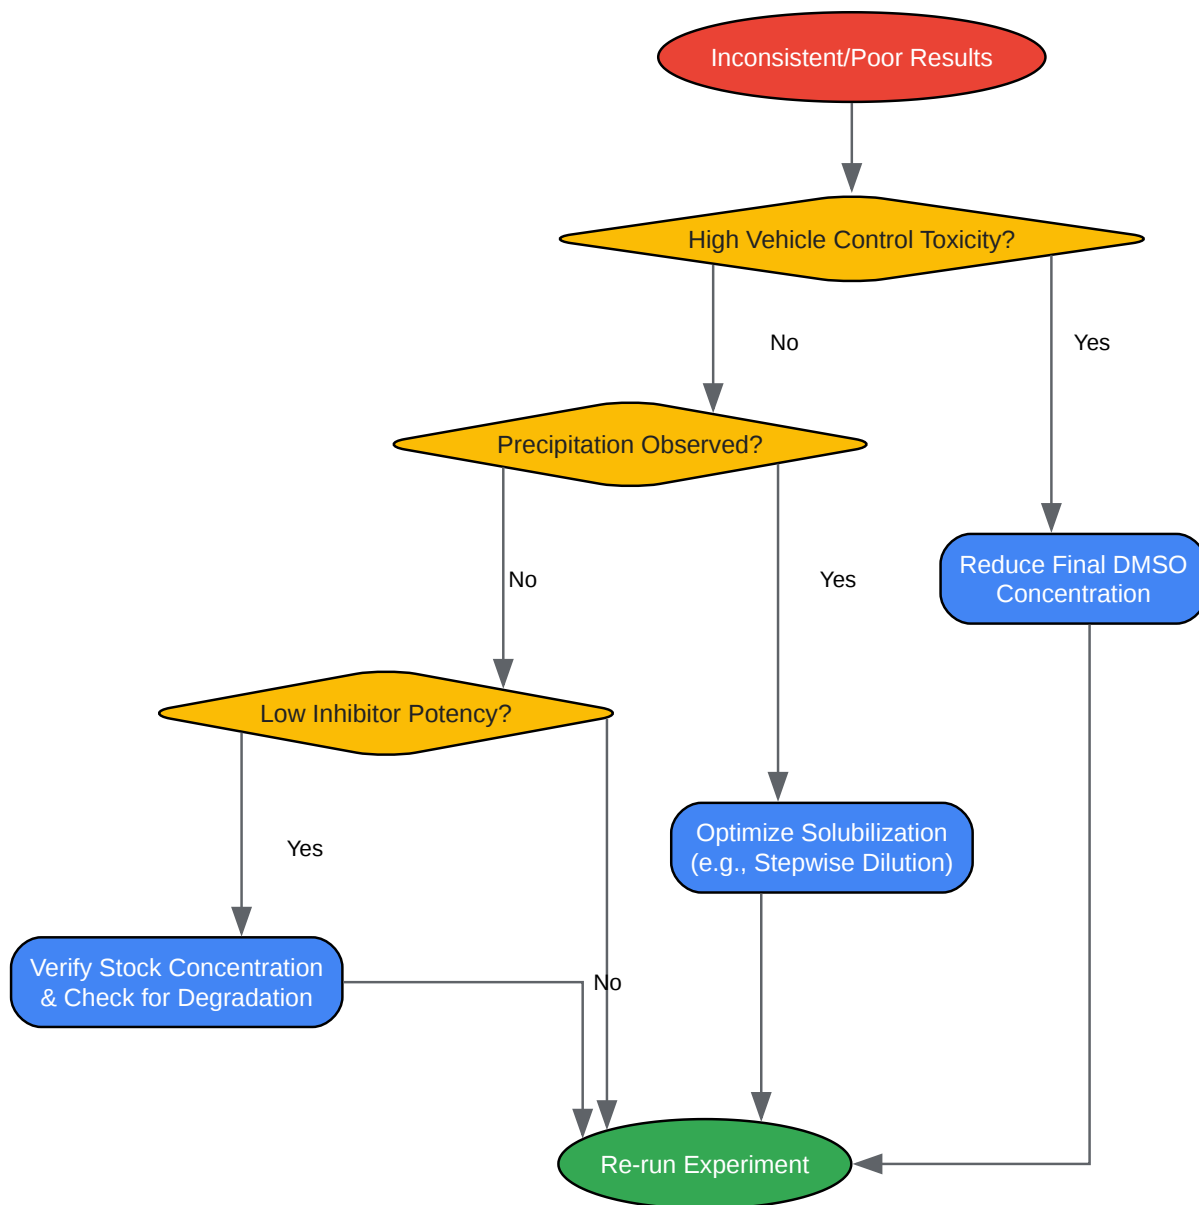 Inconsistent/Poor Results
High Vehicle Control Toxicity?
No
Yes
Precipitation Observed?
No
Yes
Reduce Final DMSO
Concentration
Low Inhibitor Potency?
Yes
Optimize Solubilization
(e.g., Stepwise Dilution)
Verify Stock Concentration
& Check for Degradation
No
Re-run Experiment